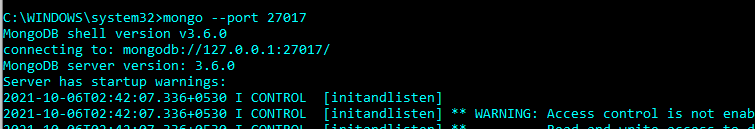 C:\WINDOWS\system32>mongo --port 27017
MongoDB shell version v3.6.0
connecting to: mongodb://127.0.0.1:27017/
MongoDB server version: 3.6.0
Server has startup warnings:
2021-10-06T02:42:07.336+0530 I CONTROL  [initandlisten]
2021-10-06T02:42:07.336+0530 I CONTROL  [initandlisten] ** WARNING: Access control is not enab
2021-10-06T02:42:07.336+0530 I CONTROL  [initandlisten] **          Read and write access to d